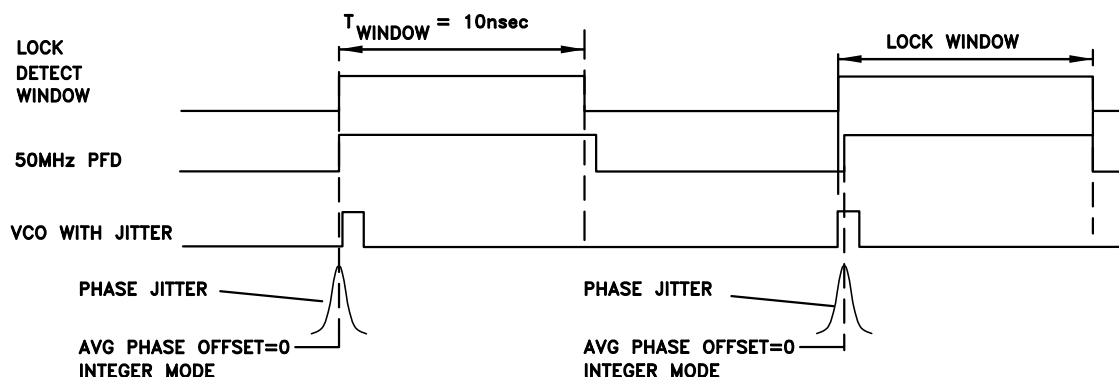 T WINDOW = 10nsec
LOCK WINDOW
LOCK
DETECT
WINDOW
50MHz PFD
VCO WITH JITTER
PHASE JITTER
PHASE JITTER
AVG PHASE OFFSET=0
INTEGER MODE
AVG PHASE OFFSET=0
INTEGER MODE